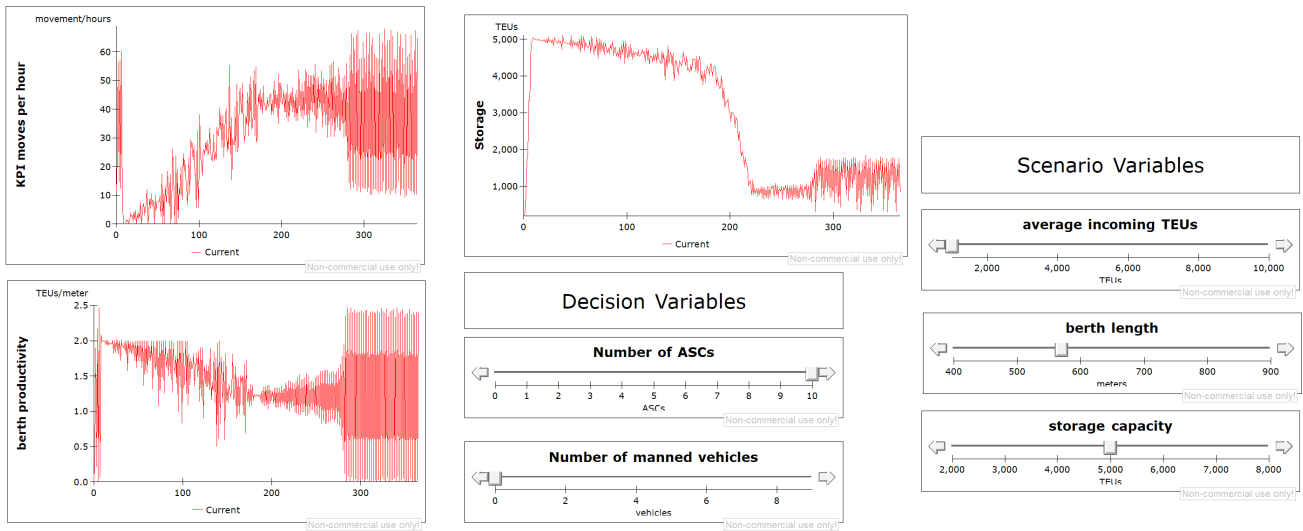 movement/hours
KPI moves per hour
60
50
40
30
20
10
0
0 100 200 300
Current
Non-commercial use only!
TEUs/meter
berth productivity
2.5
2.0
1.5
1.0
0.5
0.0
0 100 200 300
Current
Non-commercial use only!
TEUs
Storage
5,000
4,000
3,000
2,000
1,000
0 100 200 300
Current
Non-commercial use only!
Decision Variables
Number of ASCs
0 1 2 3 4 5 6 7 8 9 10
ASCs
Non-commercial use only!
Number of manned vehicles
0 2 4 6 8
vehicles
Non-commercial use only!
Scenario Variables
average incoming TEUs
2,000 4,000 6,000 8,000 10,000
TEUs
Non-commercial use only!
berth length
400 500 600 700 800 900
meters
Non-commercial use only!
storage capacity
2,000 3,000 4,000 5,000 6,000 7,000 8,000
TEUs
Non-commercial use only!